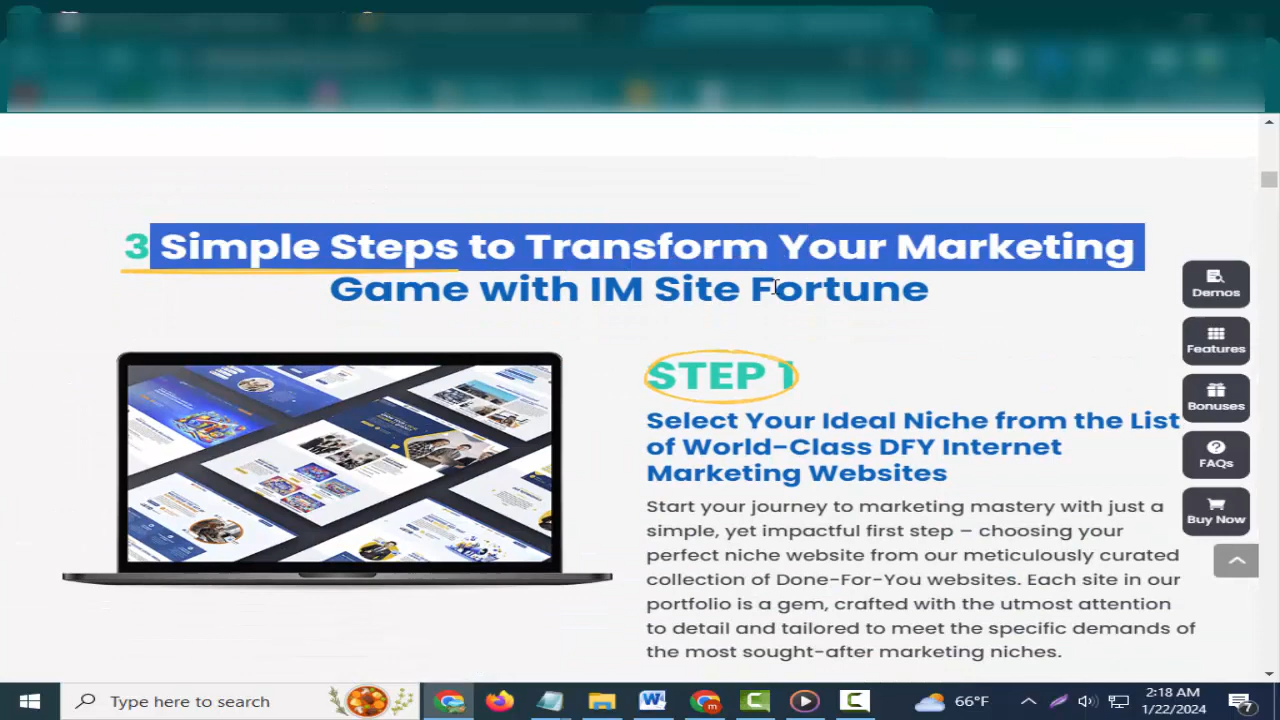 3 Simple Steps to Transform Your Marketing
Game with IM Site Fortune
STEP 1
Select Your Ideal Niche from the List
of World-Class DFY Internet
Marketing Websites
Start your journey to marketing mastery with just a
simple, yet impactful first step – choosing your
perfect niche website from our meticulously curated
collection of Done-For-You websites. Each site in our
portfolio is a gem, crafted with the utmost attention
to detail and tailored to meet the specific demands of
the most sought-after marketing niches.
Demos
Features
Bonuses
FAQs
Buy Now
Type here to search
66°F
2:18 AM
1/22/2024
7